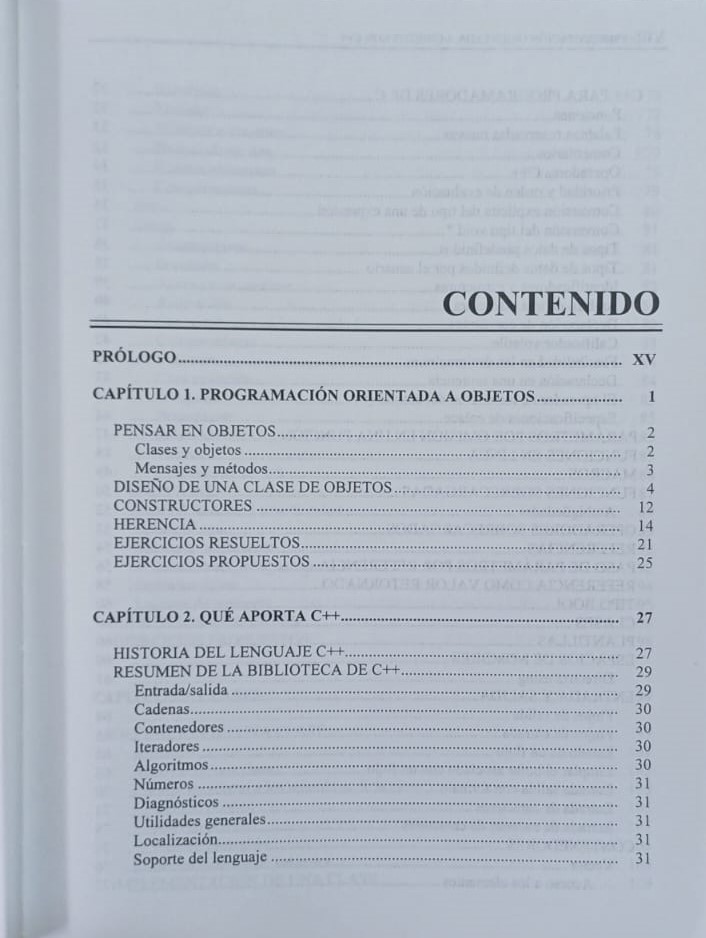 CONTENIDO
PRÓLOGO ........ XV
CAPÍTULO 1. PROGRAMACIÓN ORIENTADA A OBJETOS ........ 1
PENSAR EN OBJETOS ........ 2
Clases y objetos ........ 2
Mensajes y métodos ........ 3
DISEÑO DE UNA CLASE DE OBJETOS ........ 4
CONSTRUCTORES ........ 12
HERENCIA ........ 14
EJERCICIOS RESUELTOS ........ 21
EJERCICIOS PROPUESTOS ........ 25
CAPÍTULO 2. QUÉ APORTA C++ ........ 27
HISTORIA DEL LENGUAJE C++ ........ 27
RESUMEN DE LA BIBLIOTECA DE C++ ........ 29
Entrada/salida ........ 29
Cadenas ........ 30
Contenedores ........ 30
Iteradores ........ 30
Algoritmos ........ 30
Números ........ 31
Diagnósticos ........ 31
Utilidades generales ........ 31
Localización ........ 31
Soporte del lenguaje ........ 31